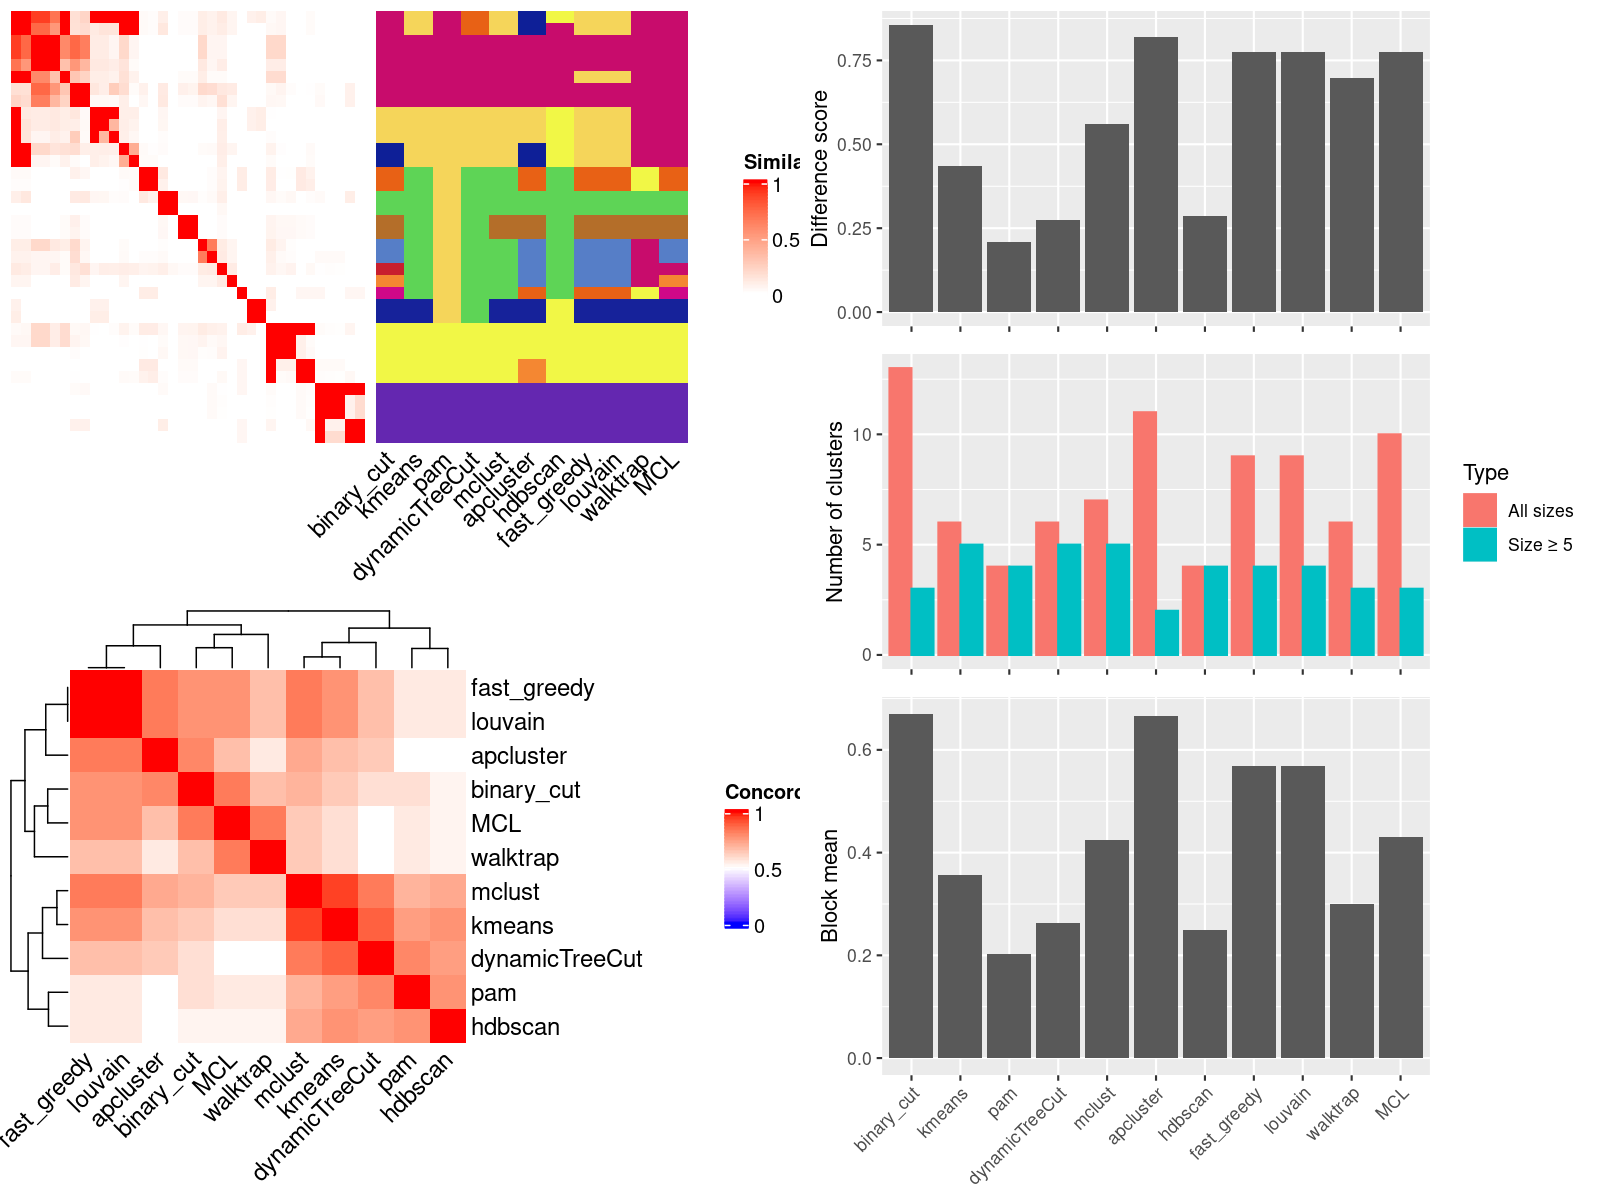 Simila
1
0.5
0
binary_cut
kmeans
pam
dynamicTreeCut
mclust
apcluster
hdbscan
fast_greedy
louvain
walktrap
MCL
fast_greedy
louvain
apcluster
binary_cut
MCL
walktrap
mclust
kmeans
dynamicTreeCut
pam
hdbscan
Concord
1
0.5
0
fast_greedy
louvain
apcluster
binary_cut
MCL
walktrap
mclust
kmeans
dynamicTreeCut
pam
hdbscan
Difference score
0.75
0.50
0.25
0.00
Number of clusters
10
5
0
Type
All sizes
Size ≥ 5
Block mean
0.6
0.4
0.2
0.0
binary_cut
kmeans
pam
dynamicTreeCut
mclust
apcluster
hdbscan
fast_greedy
louvain
walktrap
MCL